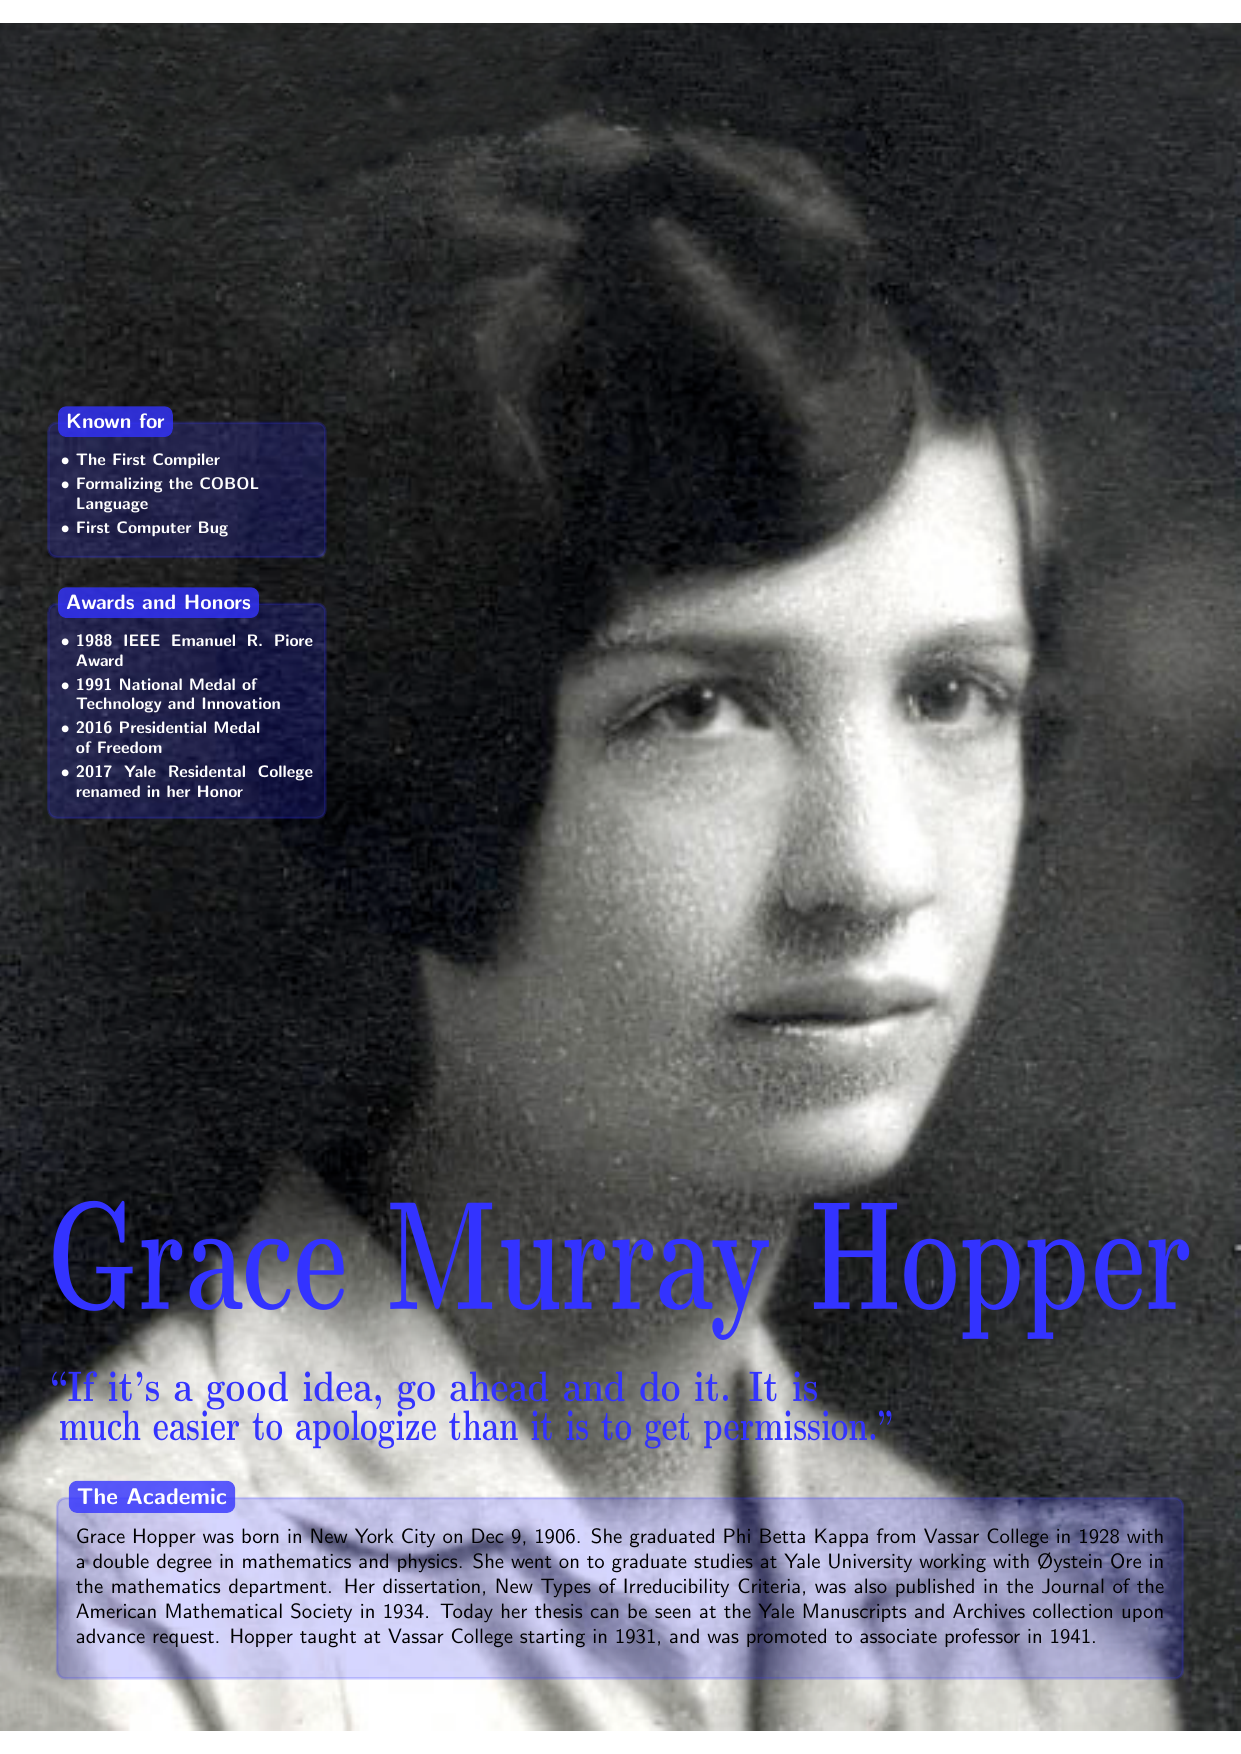 Known for
• The First Compiler
• Formalizing the COBOL
Language
• First Computer Bug
Awards and Honors
• 1988 IEEE Emanuel R. Piore
Award
• 1991 National Medal of
Technology and Innovation
• 2016 Presidential Medal
of Freedom
• 2017 Yale Residental College
renamed in her Honor
Grace Murray Hopper
“If it’s a good idea, go ahead and do it. It is
much easier to apologize than it is to get permission.”
The Academic
Grace Hopper was born in New York City on Dec 9, 1906. She graduated Phi Betta Kappa from Vassar College in 1928 with
a double degree in mathematics and physics. She went on to graduate studies at Yale University working with Øystein Ore in
the mathematics department. Her dissertation, New Types of Irreducibility Criteria, was also published in the Journal of the
American Mathematical Society in 1934. Today her thesis can be seen at the Yale Manuscripts and Archives collection upon
advance request. Hopper taught at Vassar College starting in 1931, and was promoted to associate professor in 1941.